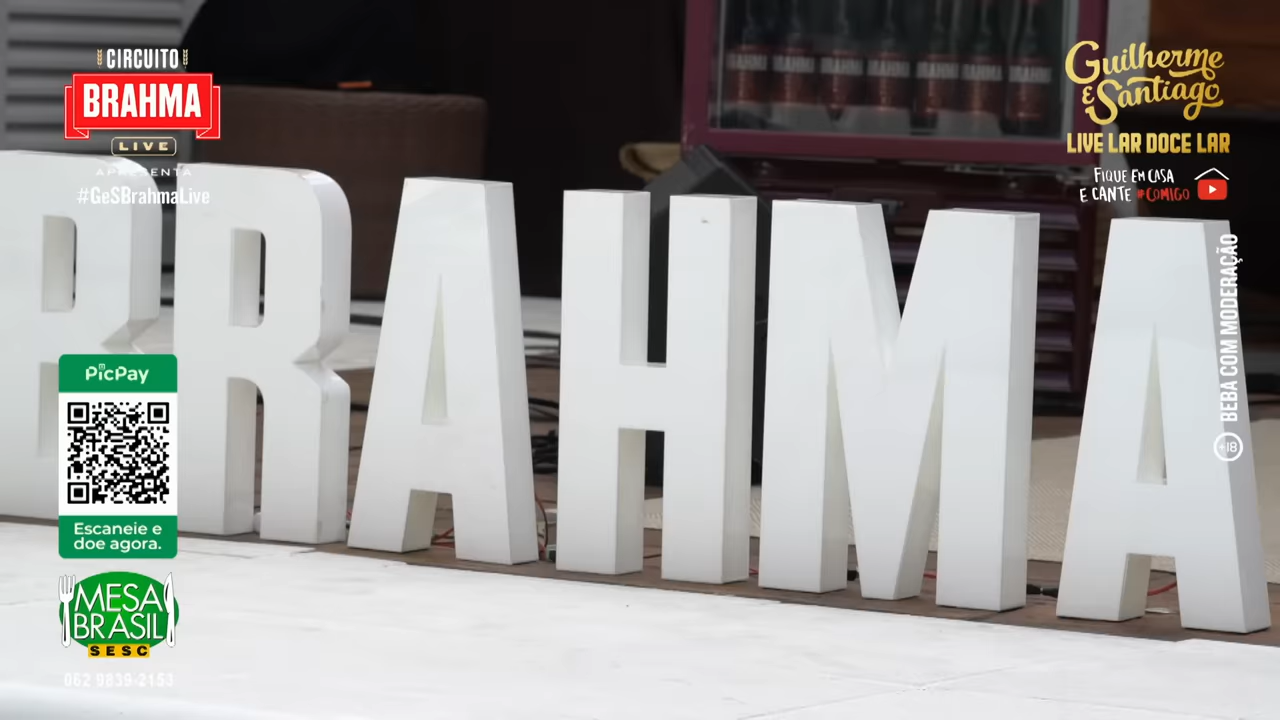 CIRCUITO
BRAHMA
LIVE
APRESENTA
#GeSBrahmaLive
Guilherme
& Santiago
LIVE LAR DOCE LAR
FIQUE EM CASA
E CANTE #COMIGO
BEBA COM MODERAÇÃO
+18
BRAHMA
PicPay
Escaneie e
doe agora.
MESA
BRASIL
SESC
062 9839-2153